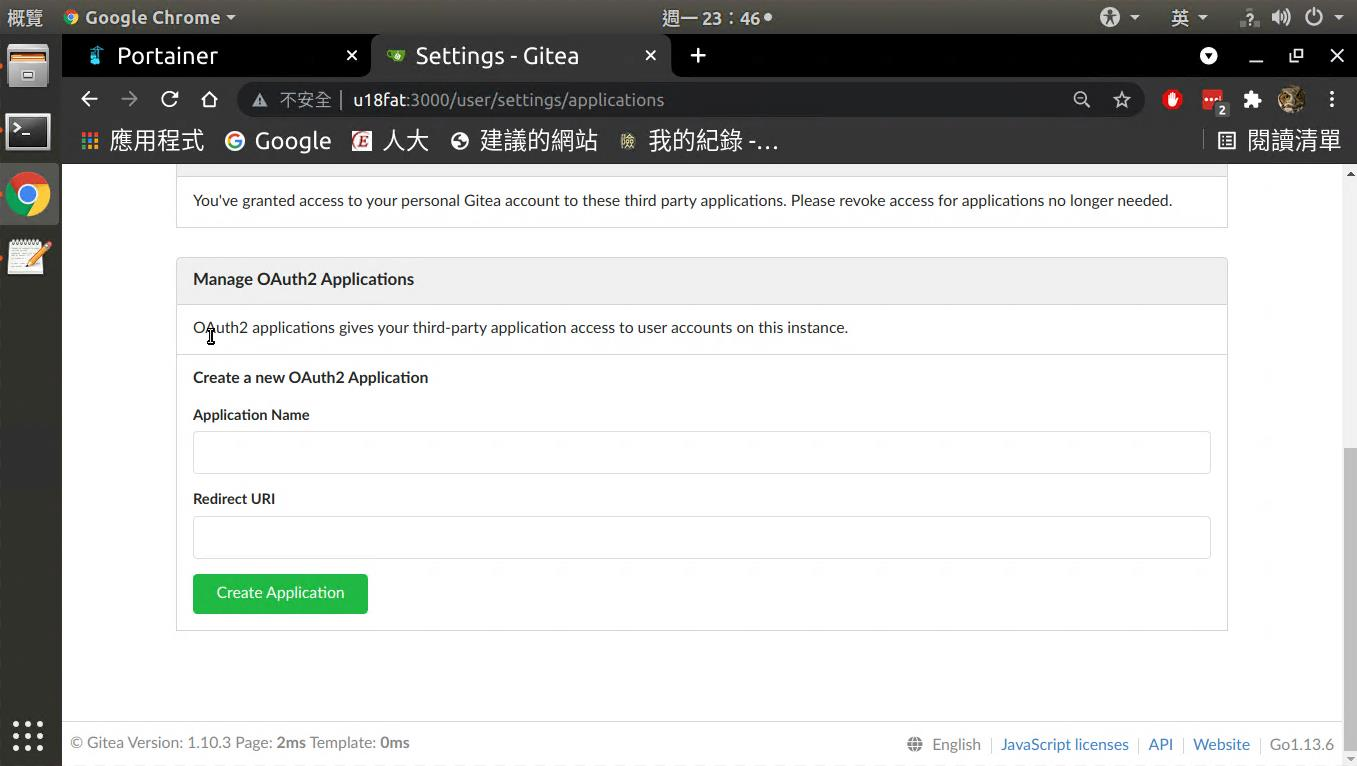 概覽 Google Chrome 週一 23：46 英
Portainer Settings - Gitea
不安全 u18fat:3000/user/settings/applications 2
應用程式 Google 人大 建議的網站 我的紀錄 -... 閱讀清單
You've granted access to your personal Gitea account to these third party applications. Please revoke access for applications no longer needed.
Manage OAuth2 Applications
OAuth2 applications gives your third-party application access to user accounts on this instance.
Create a new OAuth2 Application
Application Name
Redirect URI
Create Application
© Gitea Version: 1.10.3 Page: 2ms Template: 0ms English JavaScript licenses API Website Go1.13.6